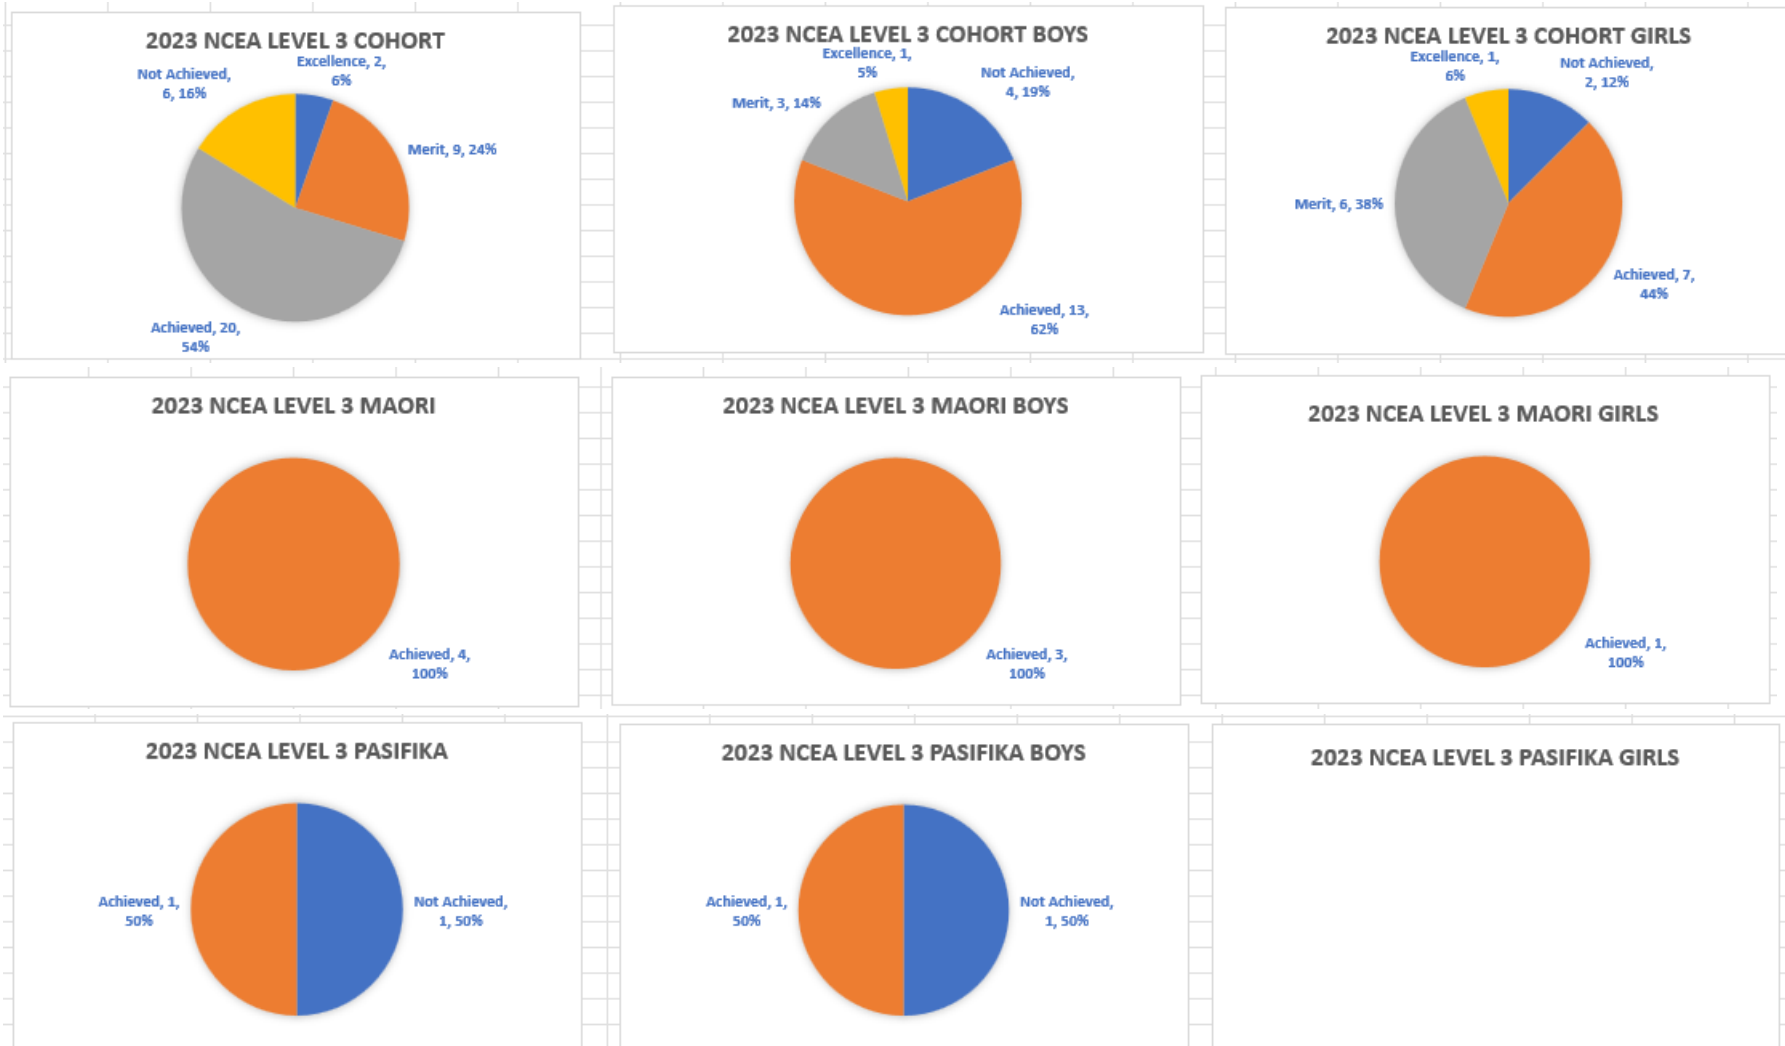 2023 NCEA LEVEL 3 COHORT
Excellence, 2,
6%
Not Achieved,
6, 16%
Merit, 9, 24%
Achieved, 20,
54%
2023 NCEA LEVEL 3 COHORT BOYS
Excellence, 1,
5%
Not Achieved,
4, 19%
Merit, 3, 14%
Achieved, 13,
62%
2023 NCEA LEVEL 3 COHORT GIRLS
Excellence, 1,
6%
Not Achieved,
2, 12%
Merit, 6, 38%
Achieved, 7,
44%
2023 NCEA LEVEL 3 MAORI
Achieved, 4,
100%
2023 NCEA LEVEL 3 MAORI BOYS
Achieved, 3,
100%
2023 NCEA LEVEL 3 MAORI GIRLS
Achieved, 1,
100%
2023 NCEA LEVEL 3 PASIFIKA
Achieved, 1,
50%
Not Achieved,
1, 50%
2023 NCEA LEVEL 3 PASIFIKA BOYS
Achieved, 1,
50%
Not Achieved,
1, 50%
2023 NCEA LEVEL 3 PASIFIKA GIRLS